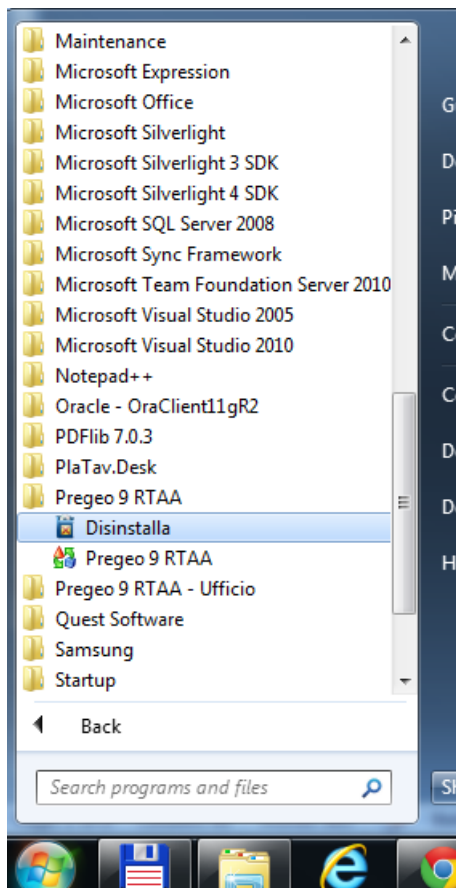 Maintenance
Microsoft Expression
Microsoft Office
Microsoft Silverlight
Microsoft Silverlight 3 SDK
Microsoft Silverlight 4 SDK
Microsoft SQL Server 2008
Microsoft Sync Framework
Microsoft Team Foundation Server 2010
Microsoft Visual Studio 2005
Microsoft Visual Studio 2010
Notepad++
Oracle - OraClient11gR2
PDFlib 7.0.3
PlaTav.Desk
Pregeo 9 RTAA
Disinstalla
Pregeo 9 RTAA
Pregeo 9 RTAA - Ufficio
Quest Software
Samsung
Startup
Back
Search programs and files